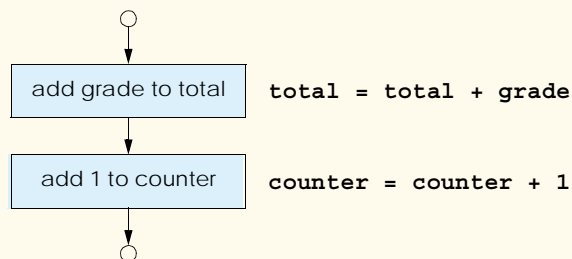 add grade to total
total = total + grade
add 1 to counter
counter = counter + 1